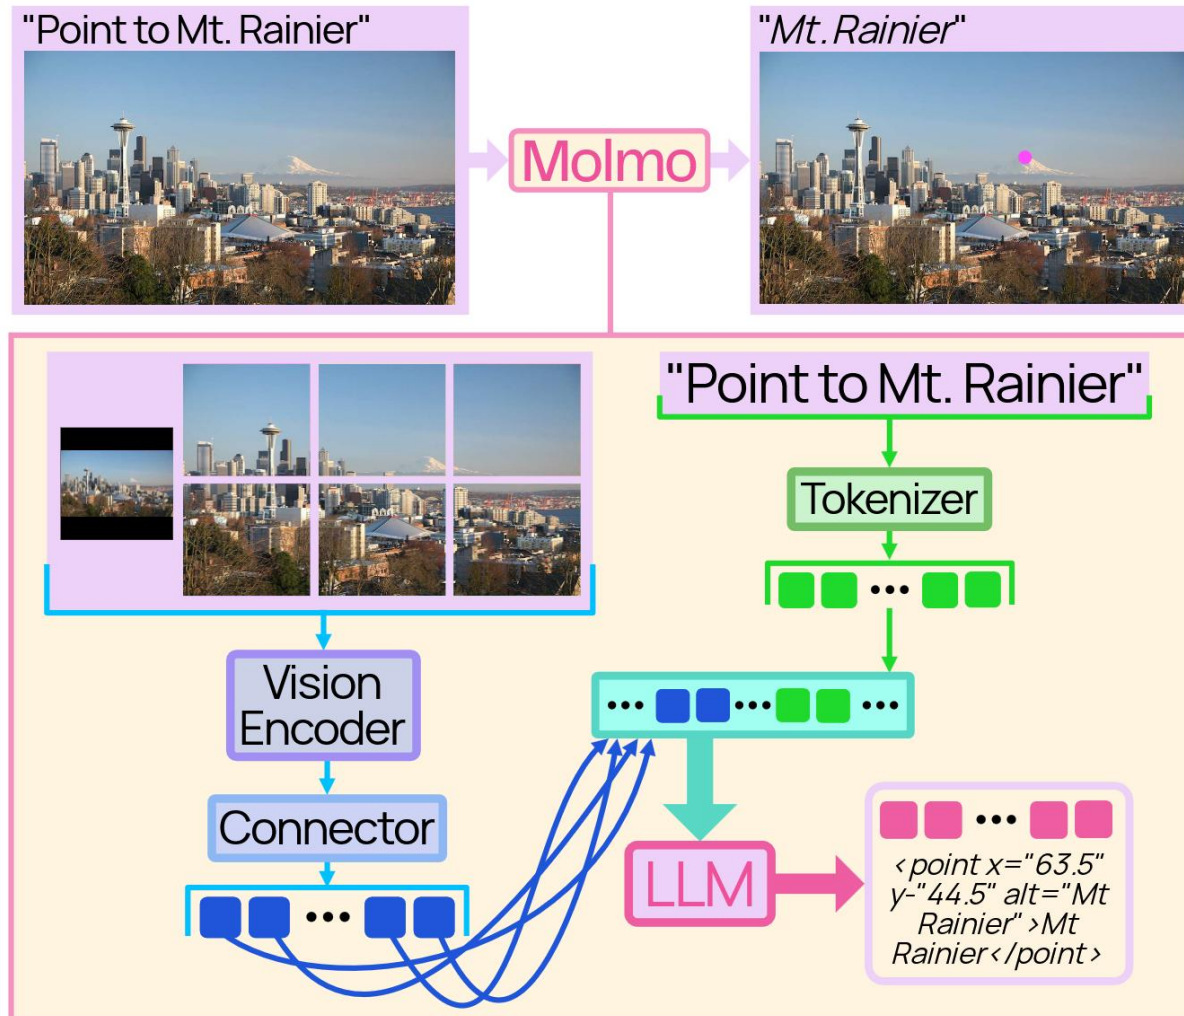 "Point to Mt. Rainier"
"Mt. Rainier"
Molmo
"Point to Mt. Rainier"
Tokenizer
Vision
Encoder
Connector
LLM
<point x="63.5"
y-"44.5" alt="Mt
Rainier">Mt
Rainier</point>